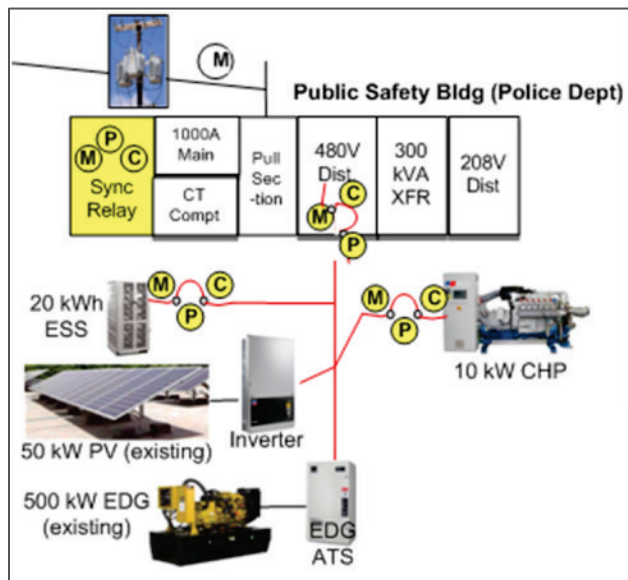 M
Public Safety Bldg (Police Dept)
P
M C
Sync
Relay
1000A
Main
CT
Compt
Pull
Sec
-tion
480V
Dist.
C
M
P
300
kVA
XFR
208V
Dist
20 kWh
ESS
M C
P
M C
P
10 kW CHP
50 kW PV (existing)
Inverter
500 kW EDG
(existing)
EDG
ATS